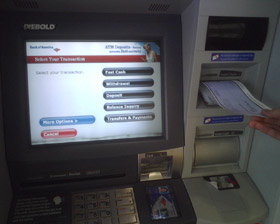 DIEBOLD
Bank of America
ATM Deposits
Select Your Transaction
Select your transaction:
Fast Cash
Withdrawal
Deposit
Balance Inquiry
Transfers & Payments
More Options >
Cancel